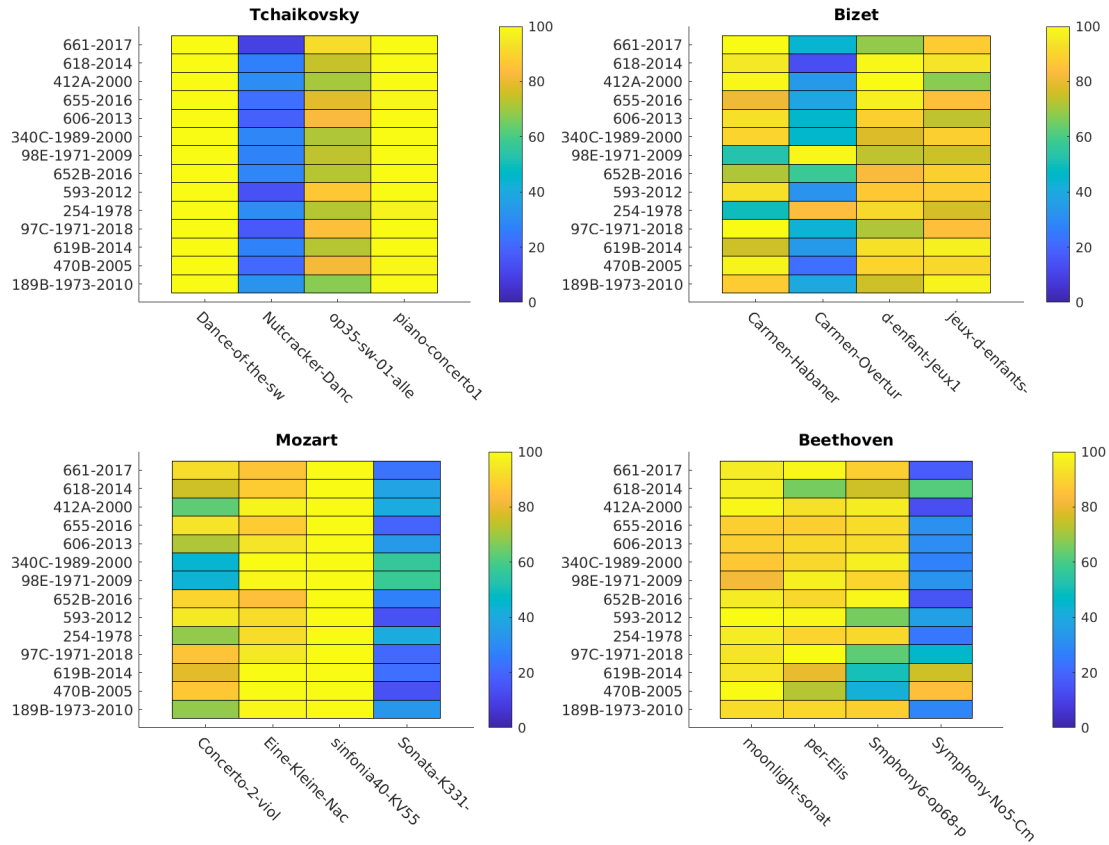 Tchaikovsky
661-2017
618-2014
412A-2000
655-2016
606-2013
340C-1989-2000
98E-1971-2009
652B-2016
593-2012
254-1978
97C-1971-2018
619B-2014
470B-2005
189B-1973-2010
Dance-of-the-sw
Nutcracker-Danc
op35-sw-01-alle
piano-concerto1
100
80
60
40
20
0
Bizet
661-2017
618-2014
412A-2000
655-2016
606-2013
340C-1989-2000
98E-1971-2009
652B-2016
593-2012
254-1978
97C-1971-2018
619B-2014
470B-2005
189B-1973-2010
Carmen-Habaner
Carmen-Overtur
d-enfant-Jeux1
jeux-d-enfants-
100
80
60
40
20
0
Mozart
661-2017
618-2014
412A-2000
655-2016
606-2013
340C-1989-2000
98E-1971-2009
652B-2016
593-2012
254-1978
97C-1971-2018
619B-2014
470B-2005
189B-1973-2010
Concerto-2-viol
Eine-Kleine-Nac
sinfonia40-KV55
Sonata-K331-
100
80
60
40
20
0
Beethoven
661-2017
618-2014
412A-2000
655-2016
606-2013
340C-1989-2000
98E-1971-2009
652B-2016
593-2012
254-1978
97C-1971-2018
619B-2014
470B-2005
189B-1973-2010
moonlight-sonat
per-Elis
Smphony6-op68-p
Symphony-No5-Cm
100
80
60
40
20
0